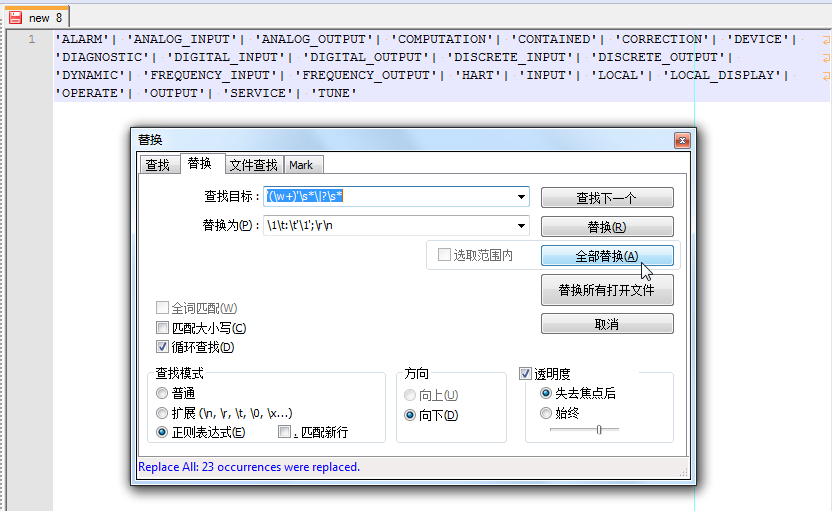 new 8
1 'ALARM'| 'ANALOG_INPUT'| 'ANALOG_OUTPUT'| 'COMPUTATION'| 'CONTAINED'| 'CORRECTION'| 'DEVICE'|
'DIAGNOSTIC'| 'DIGITAL_INPUT'| 'DIGITAL_OUTPUT'| 'DISCRETE_INPUT'| 'DISCRETE_OUTPUT'|
'DYNAMIC'| 'FREQUENCY_INPUT'| 'FREQUENCY_OUTPUT'| 'HART'| 'INPUT'| 'LOCAL'| 'LOCAL_DISPLAY'|
'OPERATE'| 'OUTPUT'| 'SERVICE'| 'TUNE'
替换
查找 替换 文件查找 Mark
查找目标 : '(\w+)'\s*\|?\s* 查找下一个
替换为(P) : \1\t:\t'\1';\r\n 替换(R)
选取范围内 全部替换(A)
替换所有打开文件
取消
全词匹配(W)
匹配大小写(C)
循环查找(D)
查找模式 方向 透明度
普通 向上(U) 失去焦点后
扩展 (\n, \r, \t, \0, \x...) 向下(D) 始终
正则表达式(E) . 匹配新行
Replace All: 23 occurrences were replaced.